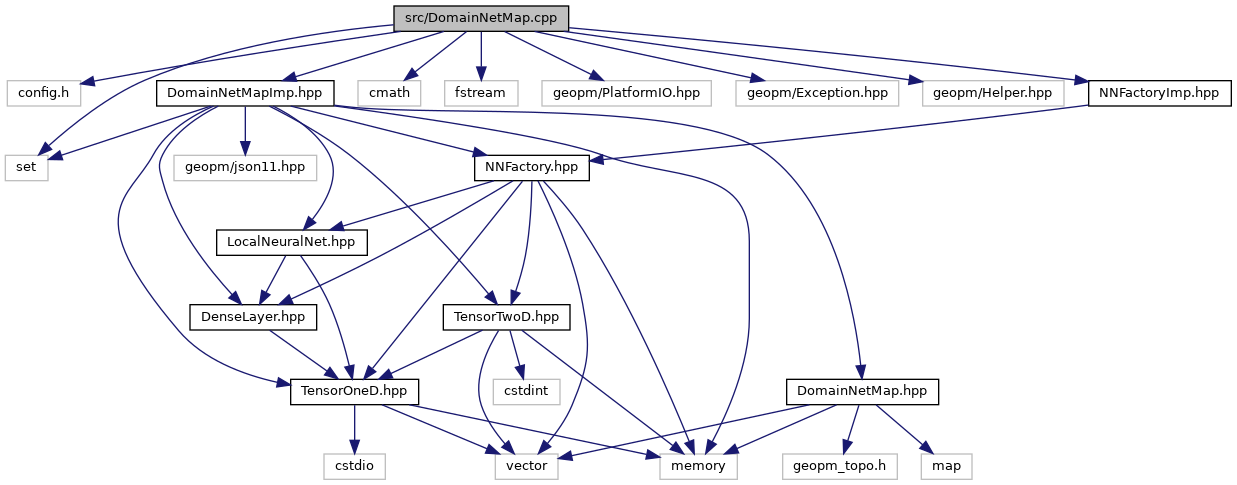 src/DomainNetMap.cpp
config.h
DomainNetMapImp.hpp
cmath
fstream
geopm/PlatformIO.hpp
geopm/Exception.hpp
geopm/Helper.hpp
NNFactoryImp.hpp
set
geopm/json11.hpp
NNFactory.hpp
LocalNeuralNet.hpp
DenseLayer.hpp
TensorTwoD.hpp
TensorOneD.hpp
cstdint
DomainNetMap.hpp
cstdio
vector
memory
geopm_topo.h
map